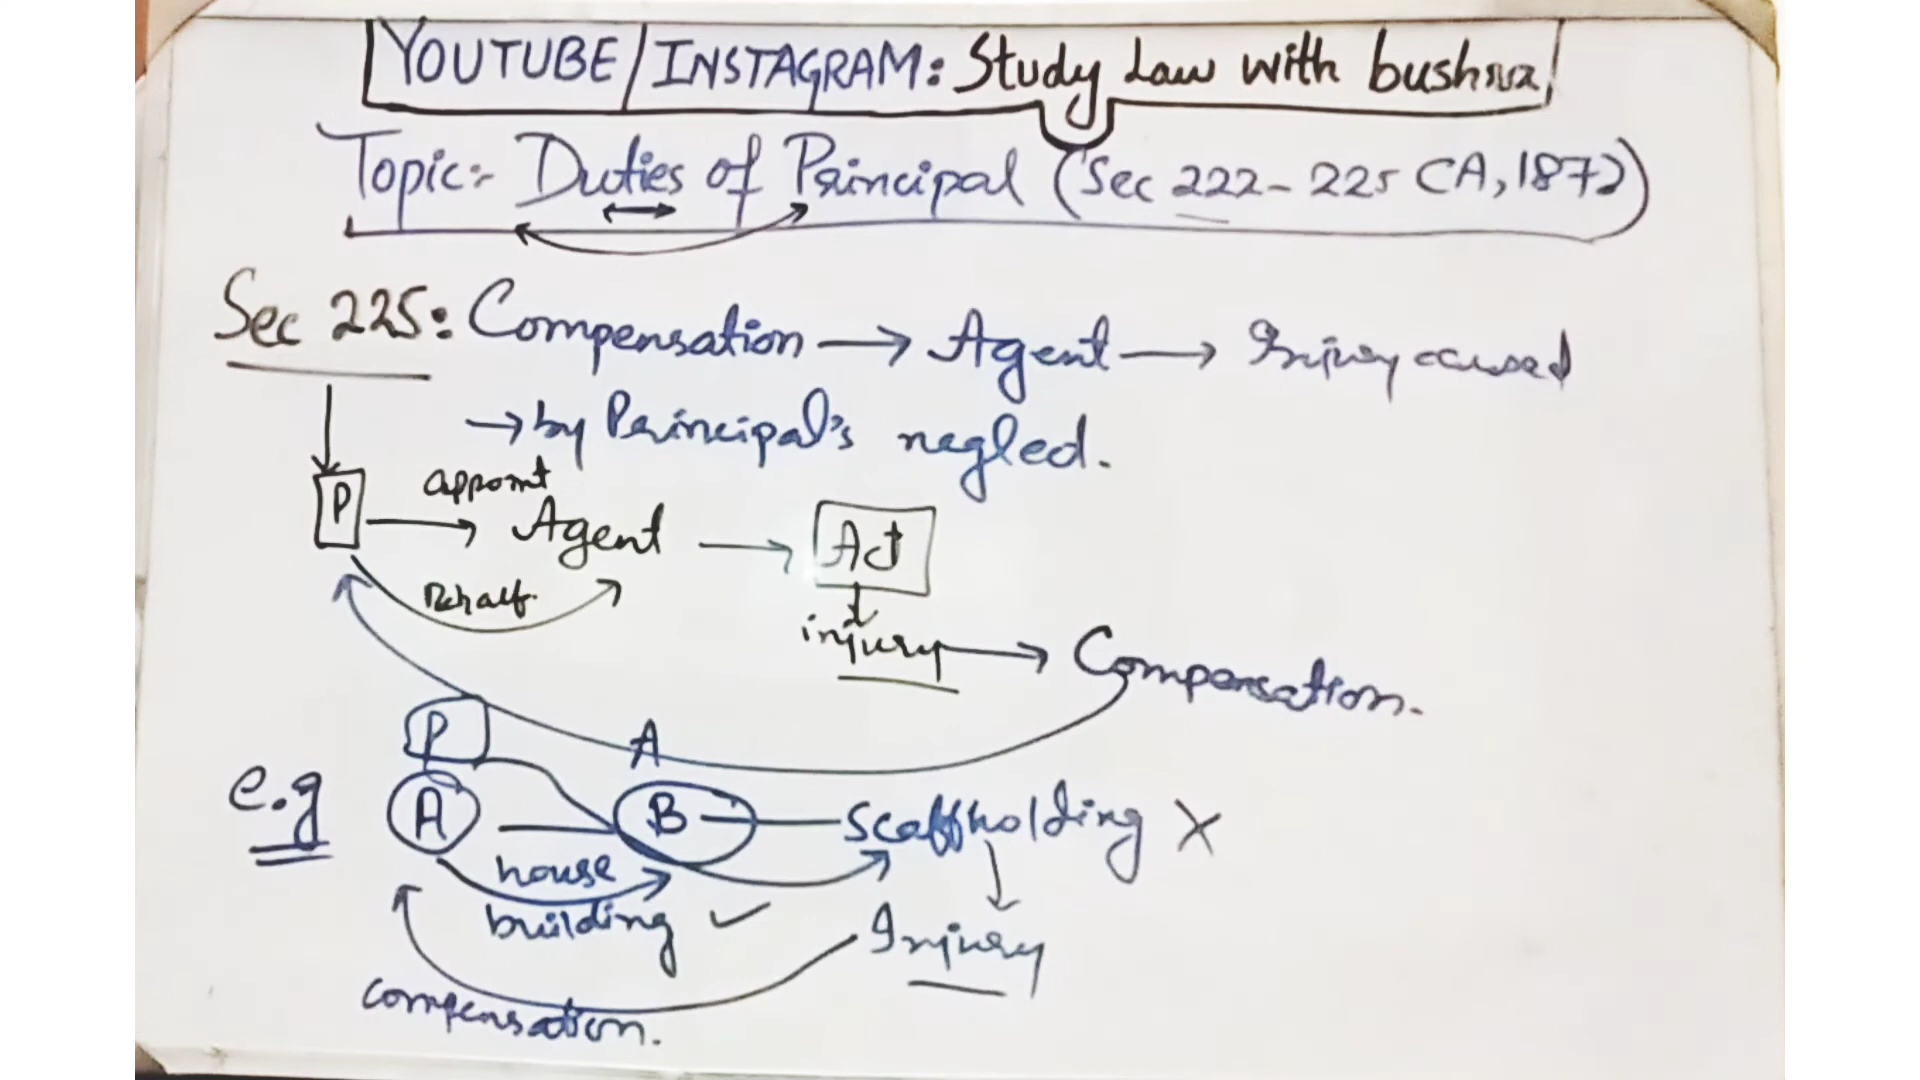 YOUTUBE/INSTAGRAM: Study Law with bushra
Topic:- Duties of Principal (Sec 222-225 CA, 1872)
Sec 225: Compensation → Agent → Injury caused
→ by Principal's negled.
P appoint Agent → Act
Behalf.
injury → Compensation.
P A
e.g A B Scaffholding X
house
building ✓ Injury
compensation.